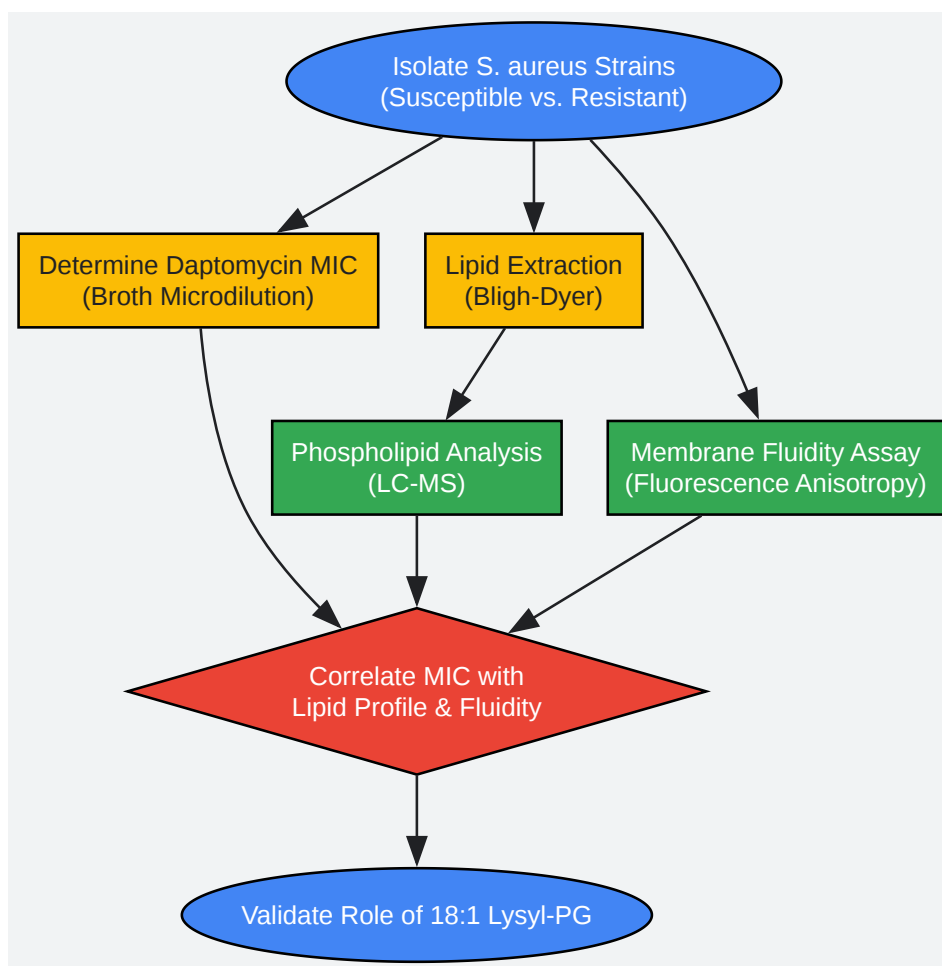 Isolate S. aureus Strains
(Susceptible vs. Resistant)
Determine Daptomycin MIC
(Broth Microdilution)
Lipid Extraction
(Bligh-Dyer)
Phospholipid Analysis
(LC-MS)
Membrane Fluidity Assay
(Fluorescence Anisotropy)
Correlate MIC with
Lipid Profile & Fluidity
Validate Role of 18:1 Lysyl-PG